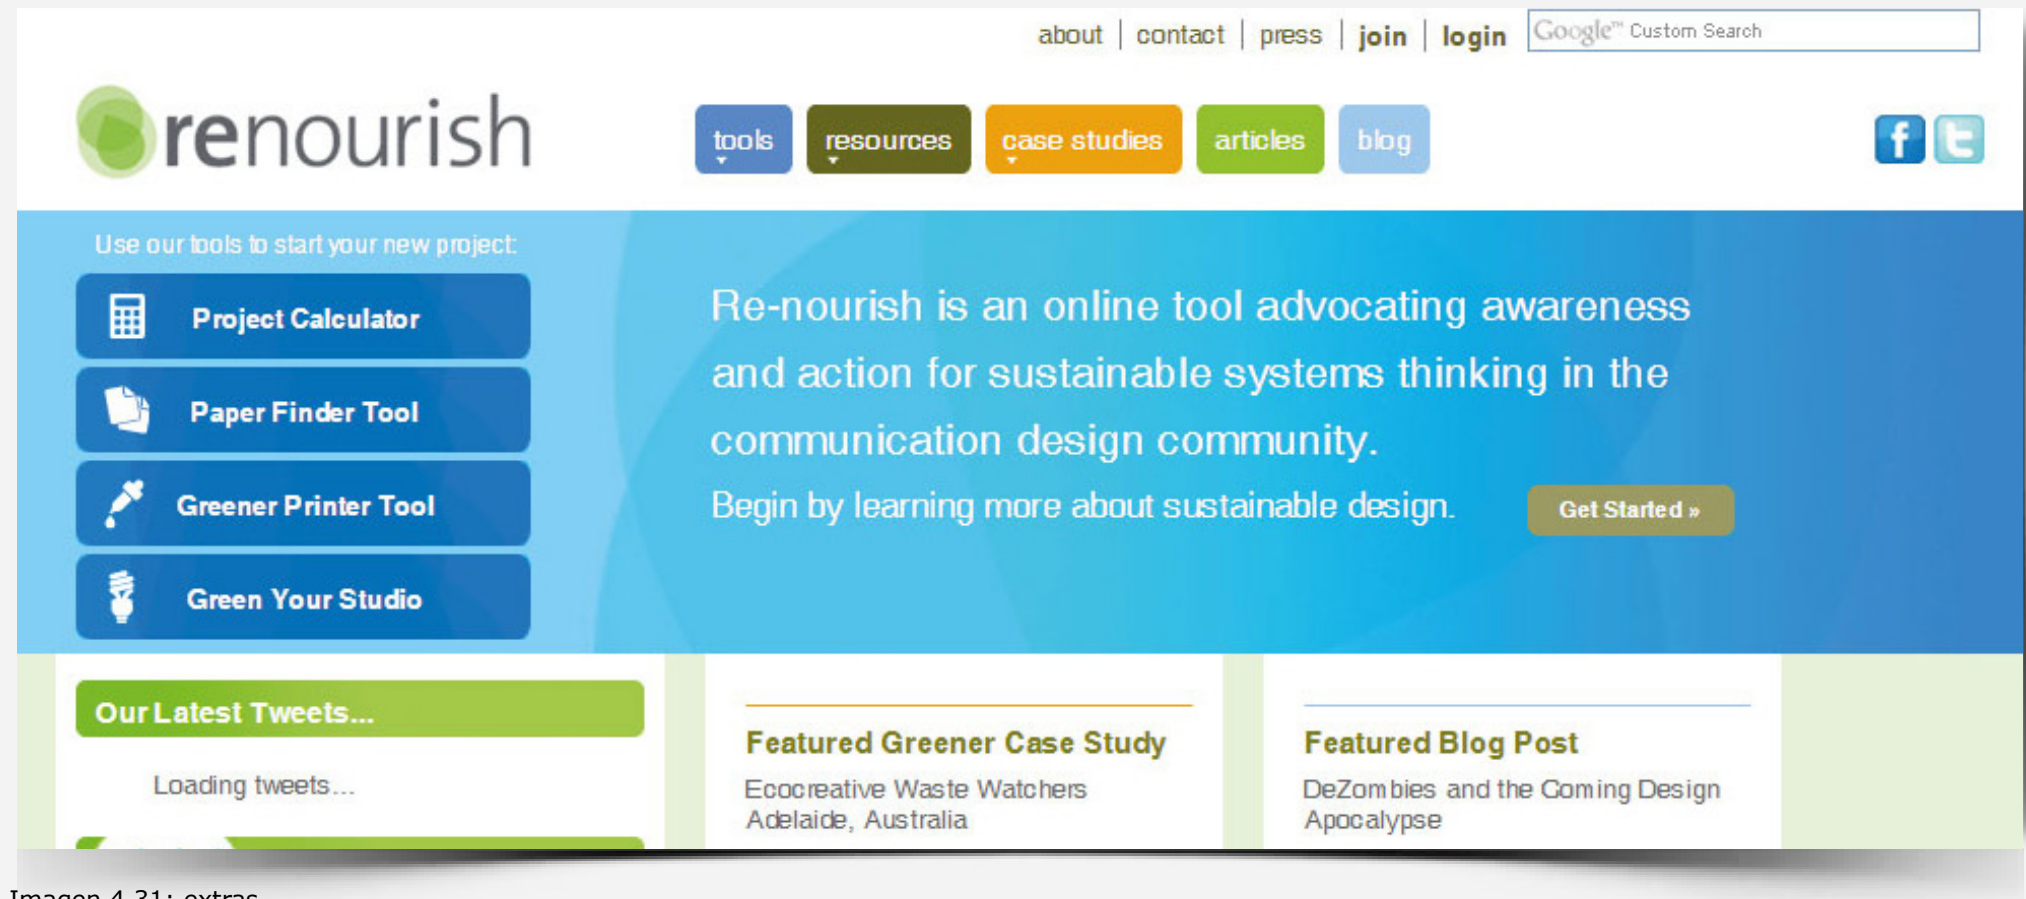 about | contact | press | join | login
Google™ Custom Search
renourish
tools
resources
case studies
articles
blog
Use our tools to start your new project:
Project Calculator
Paper Finder Tool
Greener Printer Tool
Green Your Studio
Re-nourish is an online tool advocating awareness
and action for sustainable systems thinking in the
communication design community.
Begin by learning more about sustainable design.
Get Started »
Our Latest Tweets...
Loading tweets...
Featured Greener Case Study
Ecocreative Waste Watchers
Adelaide, Australia
Featured Blog Post
DeZombies and the Coming Design
Apocalypse
Imagen 4.31: extras